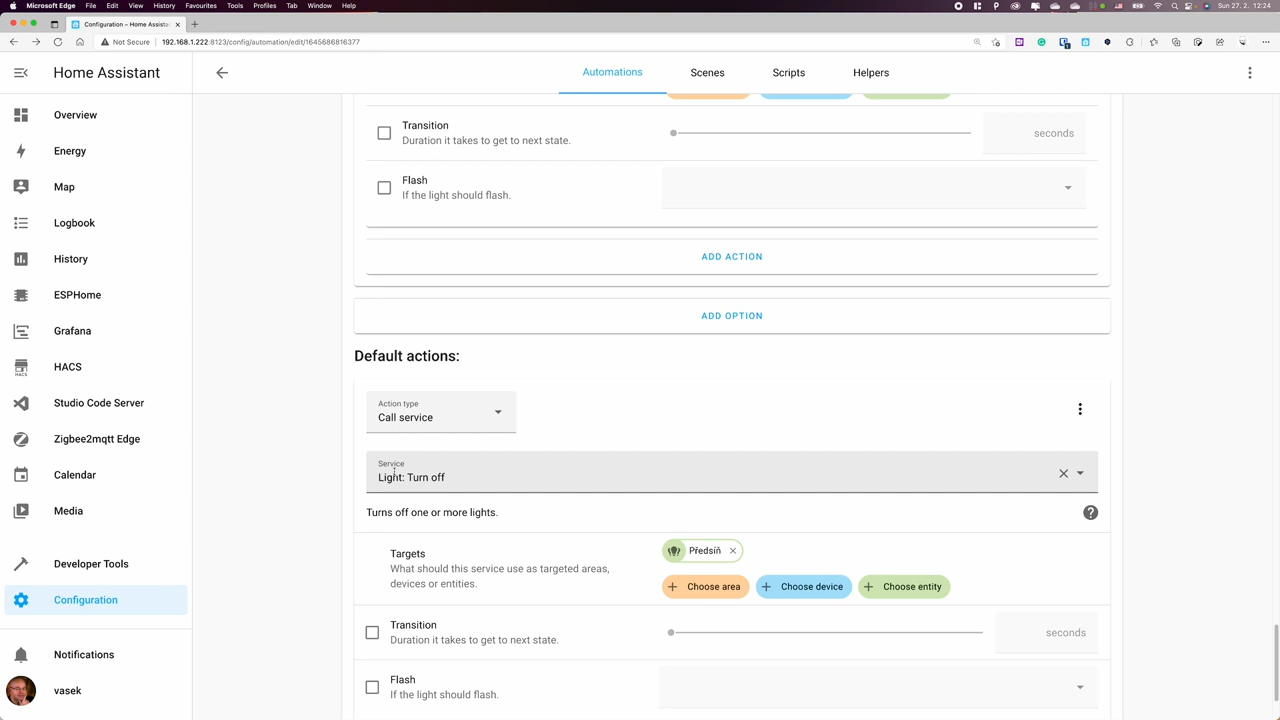 Microsoft Edge File Edit View History Favourites Tools Profiles Tab Window Help
Sun 27. 2. 12:24
Configuration – Home Assista
Not Secure 192.168.1.222:8123/config/automation/edit/1645686816377
Home Assistant
Automations Scenes Scripts Helpers
Overview
Energy
Map
Logbook
History
ESPHome
Grafana
HACS
HACS
Studio Code Server
Zigbee2mqtt Edge
Calendar
Media
Developer Tools
Configuration
Notifications
vasek
Transition
Duration it takes to get to next state.
seconds
Flash
If the light should flash.
ADD ACTION
ADD OPTION
Default actions:
Action type
Call service
Service
Light: Turn off
Turns off one or more lights.
Targets
What should this service use as targeted areas,
devices or entities.
Předsíň
Choose area Choose device Choose entity
Transition
Duration it takes to get to next state.
seconds
Flash
If the light should flash.